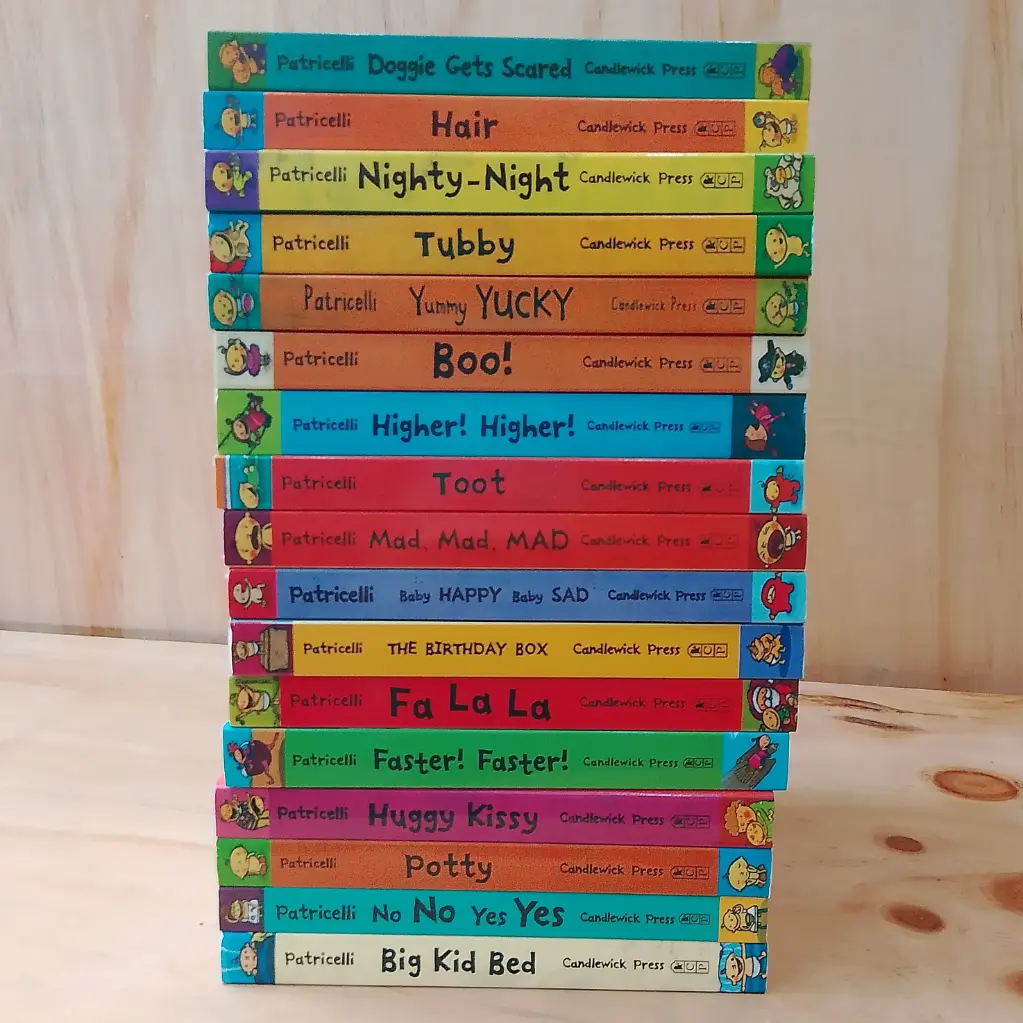 Patricelli Doggie Gets Scared Candlewick Press
Patricelli Hair Candlewick Press
Patricelli Nighty-Night Candlewick Press
Patricelli Tubby Candlewick Press
Patricelli Yummy YUCKY Candlewick Press
Patricelli Boo! Candlewick Press
Patricelli Higher! Higher! Candlewick Press
Patricelli Toot Candlewick Press
Patricelli Mad, Mad, MAD Candlewick Press
Patricelli Baby HAPPY Baby SAD Candlewick Press
Patricelli THE BIRTHDAY BOX Candlewick Press
Patricelli Fa La La Candlewick Press
Patricelli Faster! Faster! Candlewick Press
Patricelli Huggy Kissy Candlewick Press
Patricelli Potty Candlewick Press
Patricelli No No Yes Yes Candlewick Press
Patricelli Big Kid Bed Candlewick Press